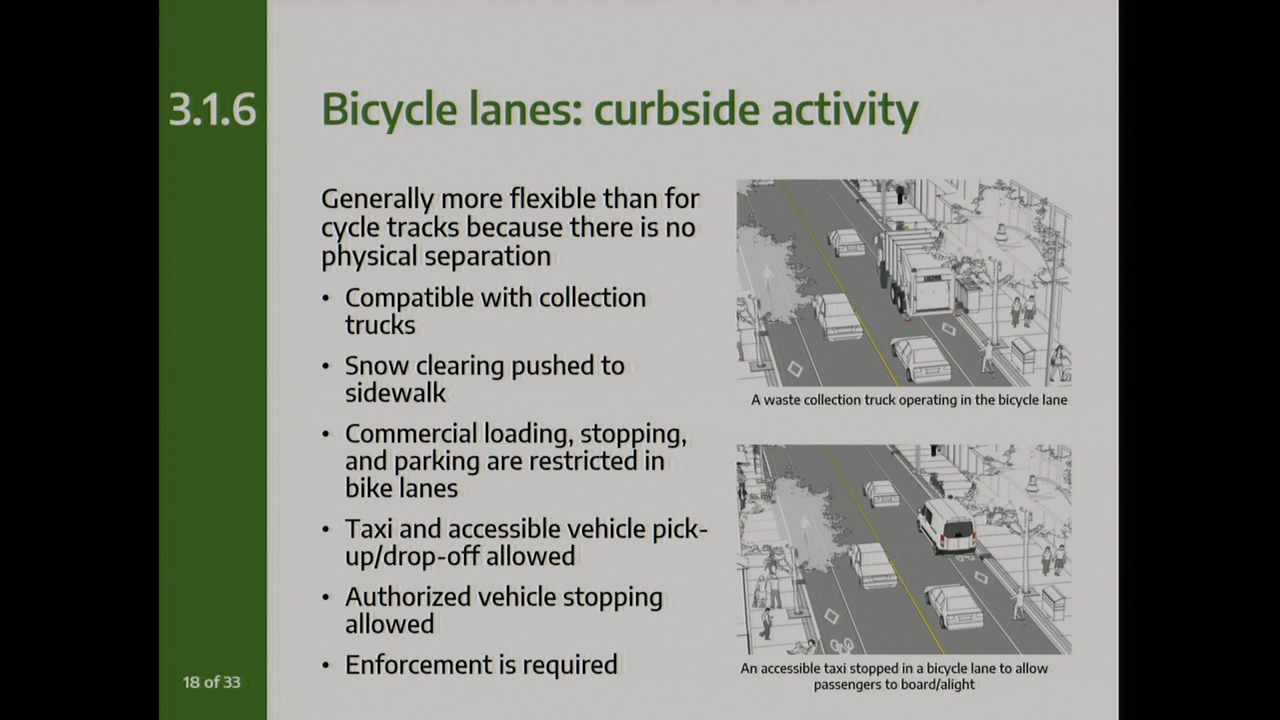 3.1.6
Bicycle lanes: curbside activity
Generally more flexible than for
cycle tracks because there is no
physical separation
• Compatible with collection
trucks
• Snow clearing pushed to
sidewalk
• Commercial loading, stopping,
and parking are restricted in
bike lanes
• Taxi and accessible vehicle pick-
up/drop-off allowed
• Authorized vehicle stopping
allowed
• Enforcement is required
A waste collection truck operating in the bicycle lane
An accessible taxi stopped in a bicycle lane to allow
passengers to board/alight
18 of 33